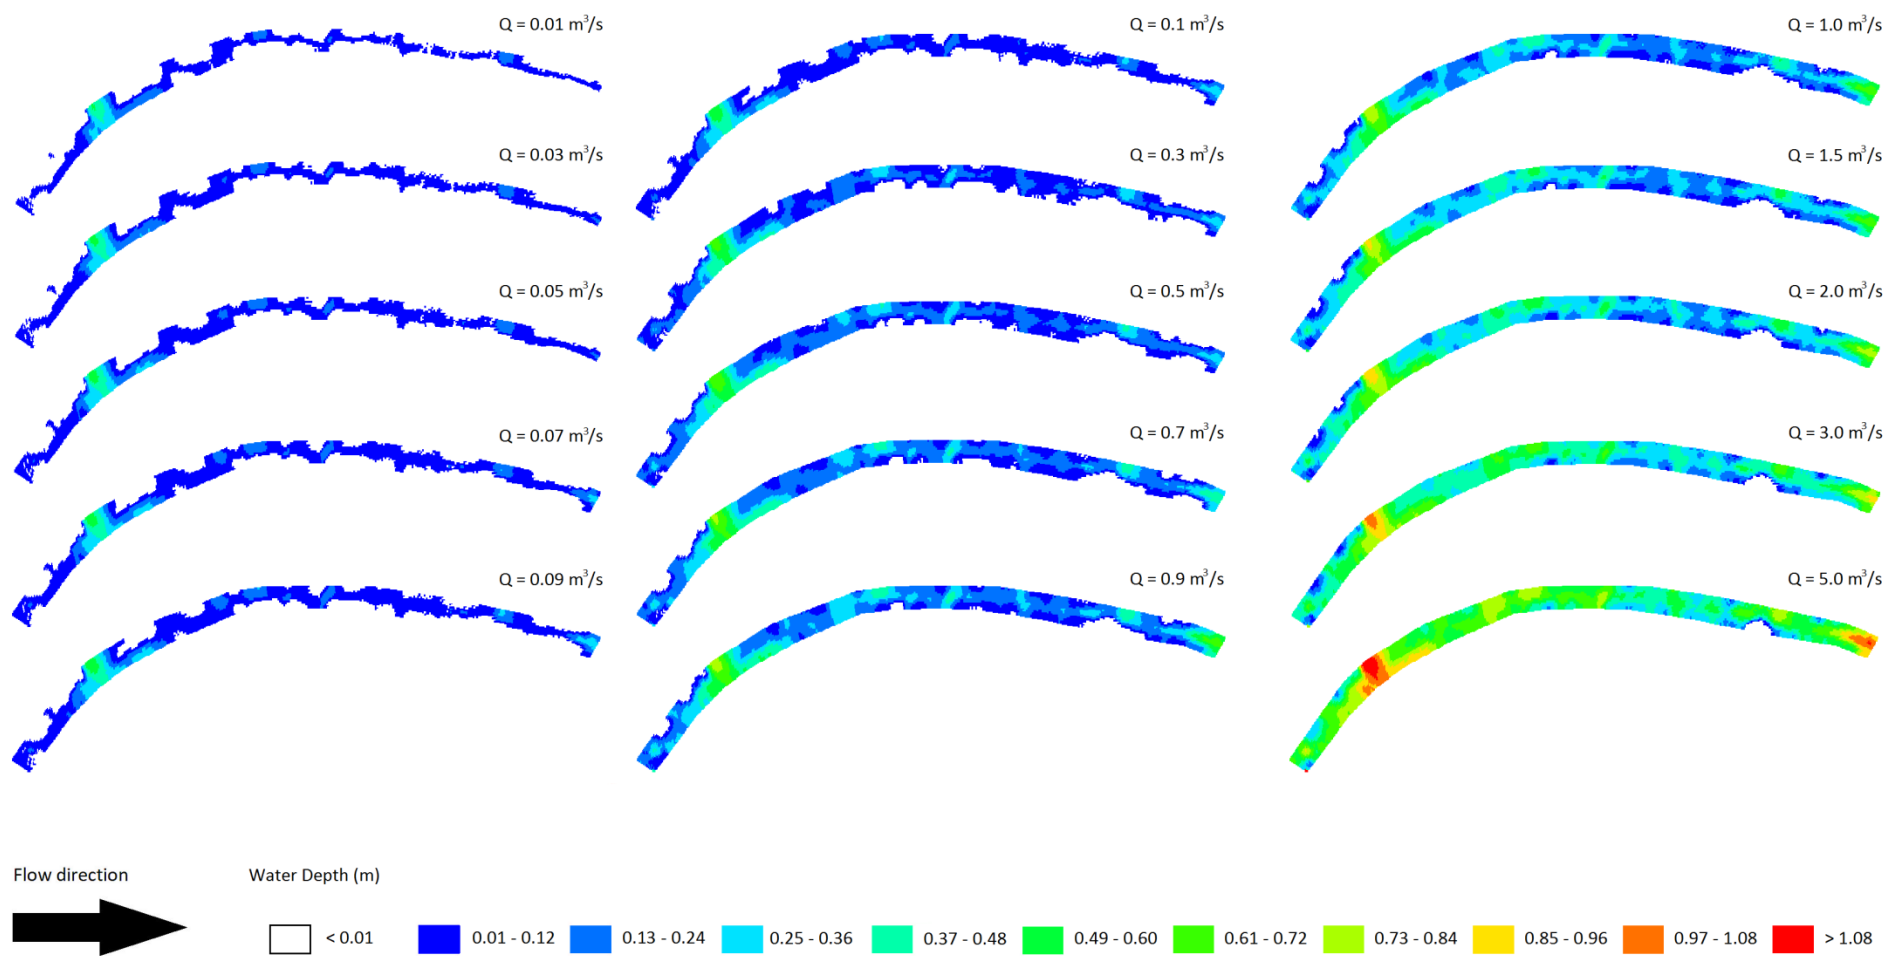 Q = 0.01 m³/s
Q = 0.1 m³/s
Q = 1.0 m³/s
Q = 0.03 m³/s
Q = 0.3 m³/s
Q = 1.5 m³/s
Q = 0.05 m³/s
Q = 0.5 m³/s
Q = 2.0 m³/s
Q = 0.07 m³/s
Q = 0.7 m³/s
Q = 3.0 m³/s
Q = 0.09 m³/s
Q = 0.9 m³/s
Q = 5.0 m³/s
Flow direction
Water Depth (m)
< 0.01
0.01 - 0.12
0.13 - 0.24
0.25 - 0.36
0.37 - 0.48
0.49 - 0.60
0.61 - 0.72
0.73 - 0.84
0.85 - 0.96
0.97 - 1.08
> 1.08